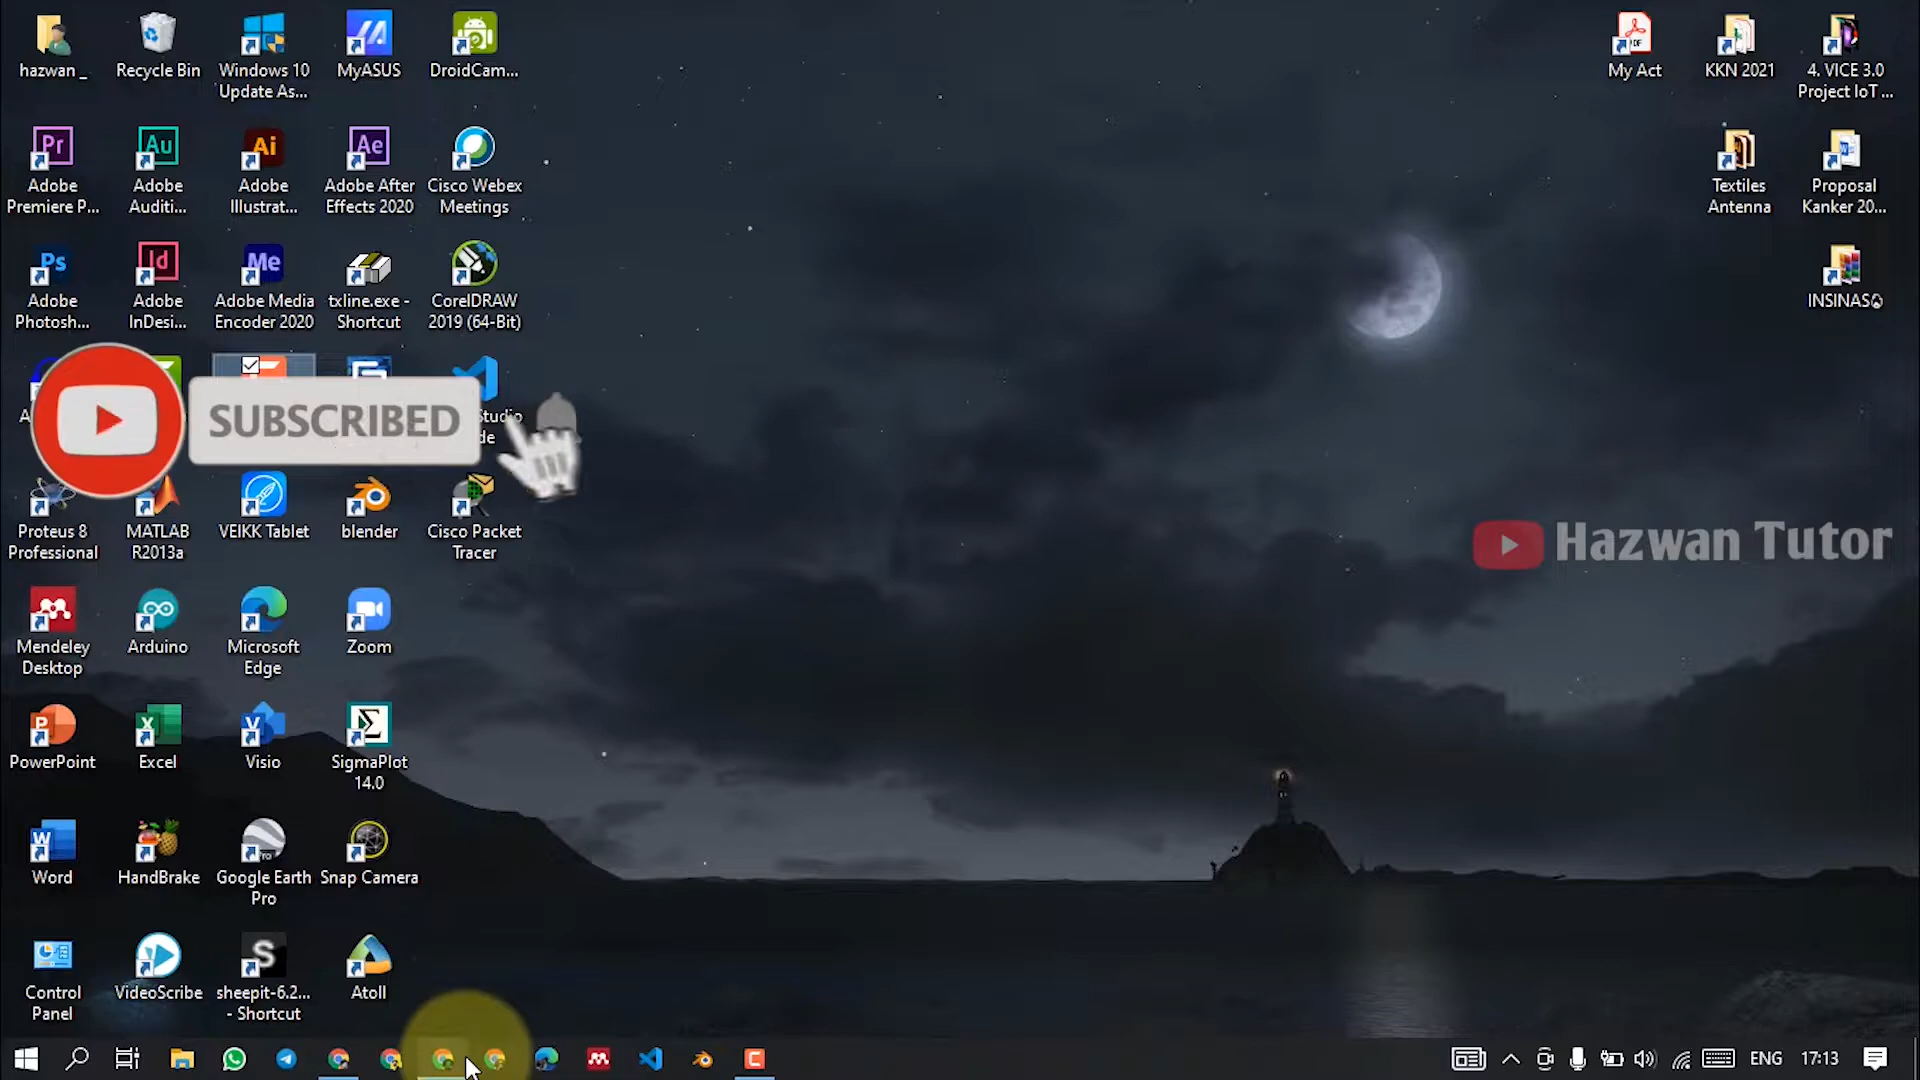 hazwan _
Recycle Bin
Windows 10
Update As...
MyASUS
DroidCam...
My Act
KKN 2021
4. VICE 3.0
Project IoT ...
Adobe
Premiere P...
Adobe
Auditi...
Adobe
Illustrat...
Adobe After
Effects 2020
Cisco Webex
Meetings
Textiles
Antenna
Proposal
Kanker 20...
Adobe
Photosh...
Adobe
InDesi...
Adobe Media
Encoder 2020
txline.exe -
Shortcut
CorelDRAW
2019 (64-Bit)
INSINAS
SUBSCRIBED
Proteus 8
Professional
MATLAB
R2013a
VEIKK Tablet
blender
Cisco Packet
Tracer
Hazwan Tutor
Mendeley
Desktop
Arduino
Microsoft
Edge
Zoom
PowerPoint
Excel
Visio
SigmaPlot
14.0
Word
HandBrake
Google Earth
Pro
Snap Camera
Control
Panel
VideoScribe
sheepit-6.2...
- Shortcut
Atoll
ENG
17:13